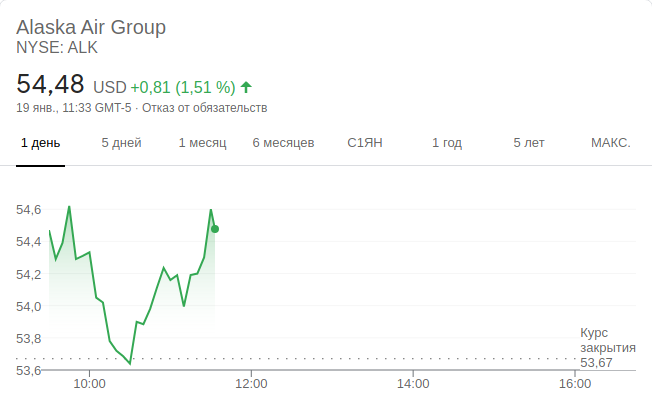 Alaska Air Group
NYSE: ALK
54,48 USD +0,81 (1,51 %)
19 янв., 11:33 GMT-5 · Отказ от обязательств
1 день 5 дней 1 месяц 6 месяцев С1ЯН 1 год 5 лет МАКС.
54,6
54,4
54,2
54,0
53,8
Курс
закрытия
53,67
53,6
10:00 12:00 14:00 16:00